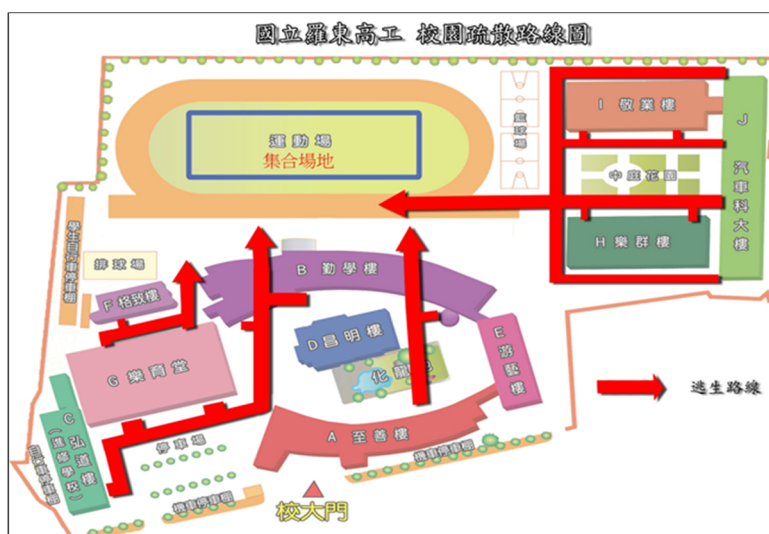 國立羅東高工 校園疏散路線圖
運動場
集合場地
籃球場
I 敬業樓
J 汽車科大樓
中庭花園
H 樂群樓
學生自行車停車棚
排球場
B 勤學樓
F 格致樓
D 昌明樓
E 游藝樓
G 樂育堂
化龍
逃生路線
C 弘道樓
(進修學校)
A 至善樓
停車場
自行車停車棚
機車停車棚
機車停車棚
校大門